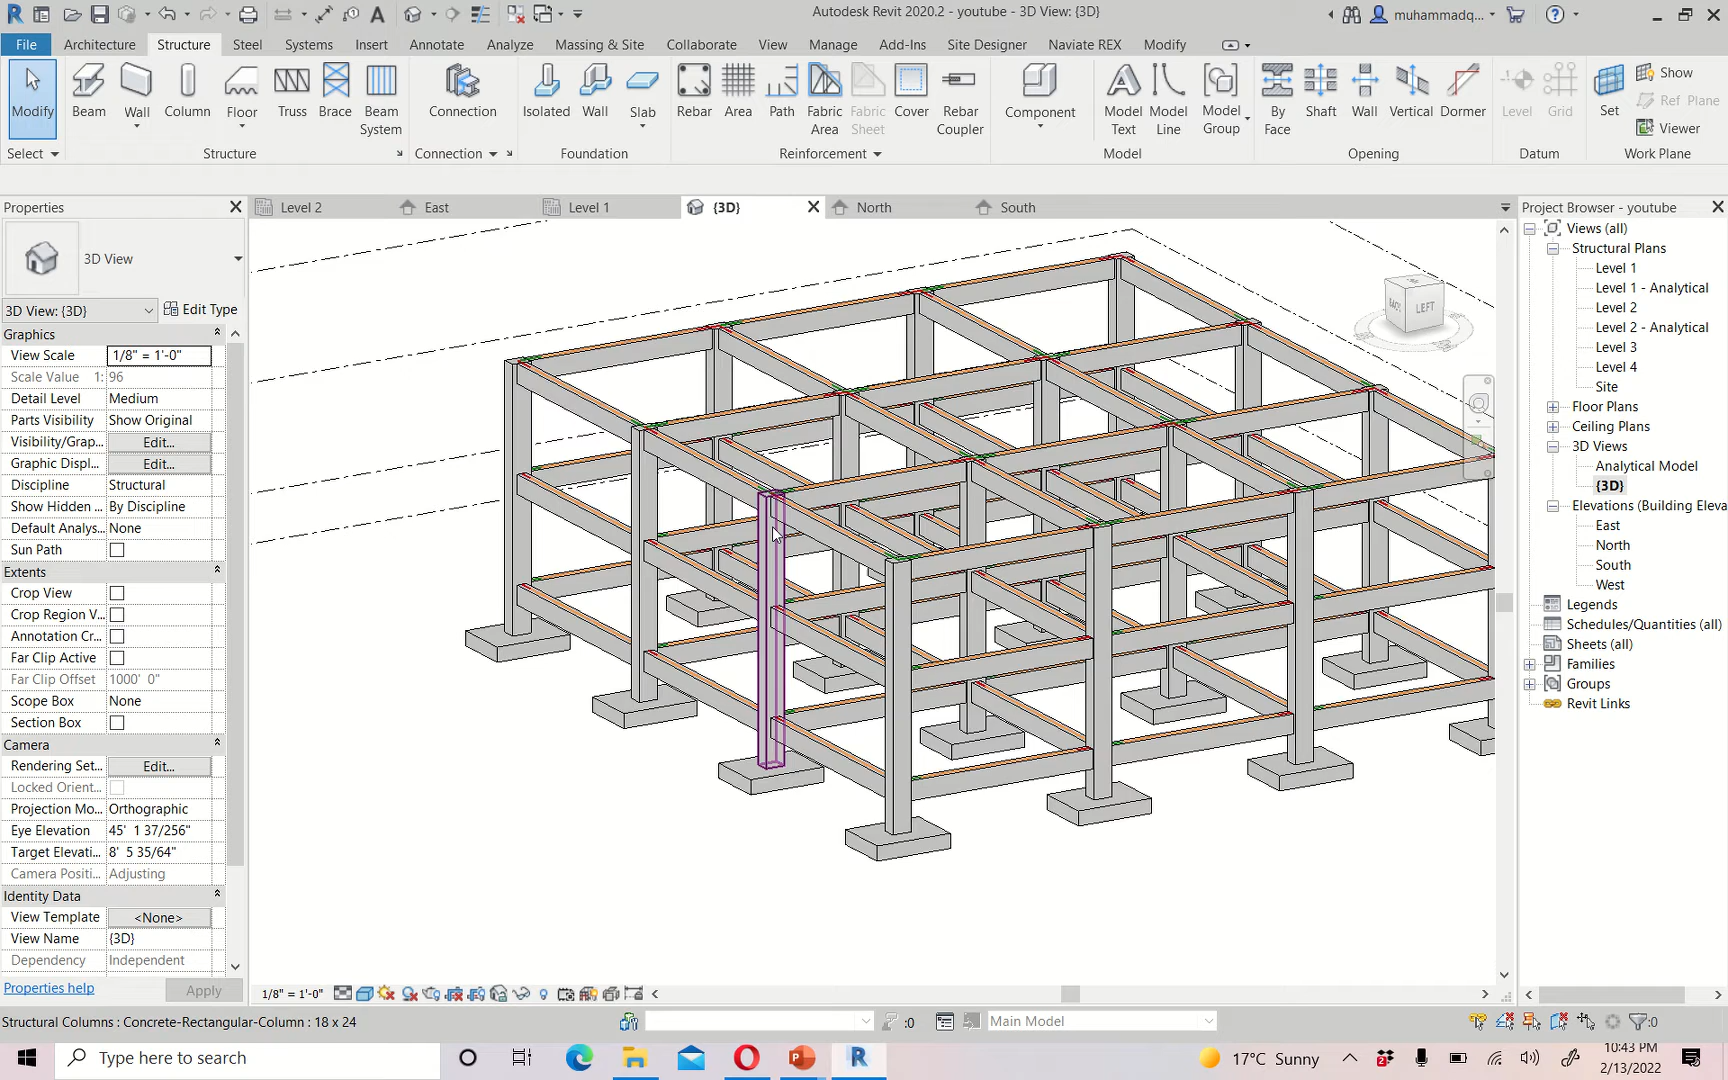 Autodesk Revit 2020.2 - youtube - 3D View: {3D}
muhammadq...
File Architecture Structure Steel Systems Insert Annotate Analyze Massing & Site Collaborate View Manage Add-Ins Site Designer Naviate REX Modify
Modify
Beam
Wall
Column
Floor
Truss
Brace
Beam
System
Connection
Isolated
Wall
Slab
Rebar
Area
Path
Fabric
Area
Fabric
Sheet
Cover
Rebar
Coupler
Component
Model
Text
Model
Line
Model
Group
By
Face
Shaft
Wall
Vertical
Dormer
Level
Grid
Set
Show
Ref Plane
Viewer
Select Structure Connection Foundation Reinforcement Model Opening Datum Work Plane
Properties
3D View
3D View: {3D}
Edit Type
Graphics
View Scale 1/8" = 1'-0"
Scale Value 1: 96
Detail Level Medium
Parts Visibility Show Original
Visibility/Grap... Edit...
Graphic Displ... Edit...
Discipline Structural
Show Hidden ... By Discipline
Default Analys... None
Sun Path
Extents
Crop View
Crop Region V...
Annotation Cr...
Far Clip Active
Far Clip Offset 1000' 0"
Scope Box None
Section Box
Camera
Rendering Set... Edit...
Locked Orient...
Projection Mo... Orthographic
Eye Elevation 45' 1 37/256"
Target Elevati... 8' 5 35/64"
Camera Positi... Adjusting
Identity Data
View Template <None>
View Name {3D}
Dependency Independent
Properties help
Apply
Level 2 East Level 1 {3D} North South
BACK LEFT
Project Browser - youtube
Views (all)
Structural Plans
Level 1
Level 1 - Analytical
Level 2
Level 2 - Analytical
Level 3
Level 4
Site
Floor Plans
Ceiling Plans
3D Views
Analytical Model
{3D}
Elevations (Building Eleva
East
North
South
West
Legends
Schedules/Quantities (all)
Sheets (all)
Families
Groups
Revit Links
1/8" = 1'-0"
Structural Columns : Concrete-Rectangular-Column : 18 x 24
:0
Main Model
:0
Type here to search
17°C Sunny
10:43 PM
2/13/2022